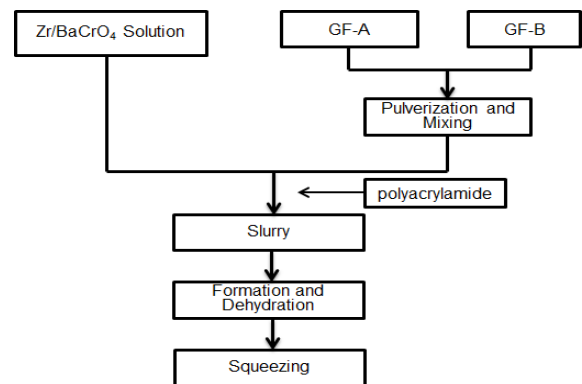 Zr/BaCrO₄ Solution
GF-A
GF-B
Pulverization and
Mixing
polyacrylamide
Slurry
Formation and
Dehydration
Squeezing